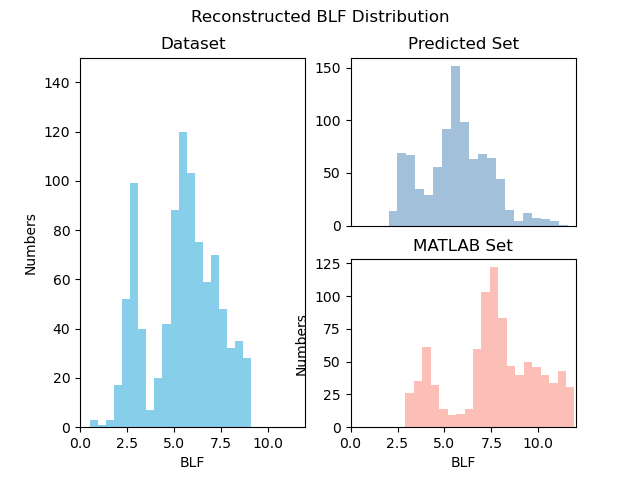 Reconstructed BLF Distribution
Dataset
Predicted Set
140
120
100
80
60
40
20
0
Numbers
0.0 2.5 5.0 7.5 10.0
BLF
150
100
50
0
MATLAB Set
125
100
75
50
25
0
Numbers
0.0 2.5 5.0 7.5 10.0
BLF